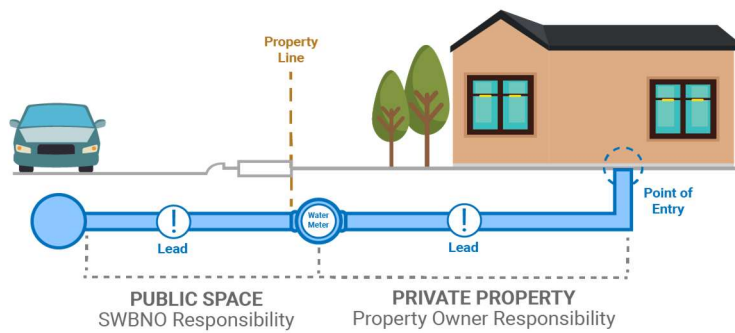 Property
Line
Water
Meter
!
Lead
!
Lead
Point of
Entry
PUBLIC SPACE
SWBNO Responsibility
PRIVATE PROPERTY
Property Owner Responsibility